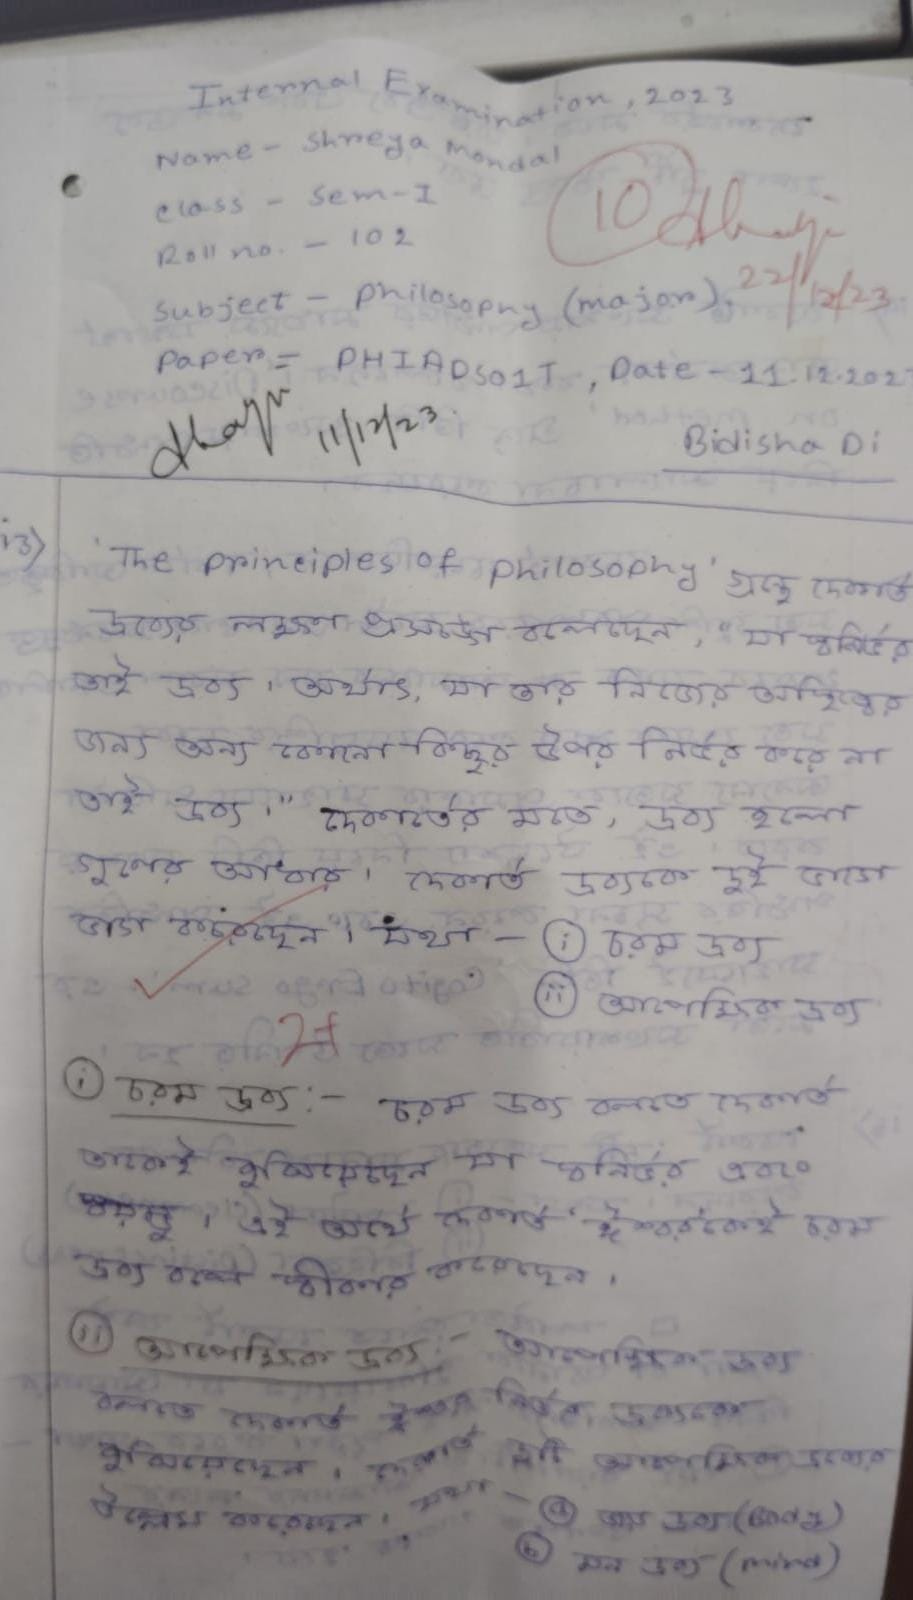 Internal Examination, 2023
Name - Shreya Mondal
Class - Sem-I
10
Roll no. - 102
Subject - Philosophy (major).
22/12/23
Paper = PHIADS01T, Date - 11.12.202
11/12/23.
Bidisha Di
'The principles of philosophy' গ্রন্থে দেকার্ত
দ্রব্যের লক্ষণ প্রসঙ্গে বলেছেন, "যা স্বনির্ভর
তাই দ্রব্য। অর্থাৎ, যা তার নিজের অস্তিত্বের
জন্য অন্য কোনো কিছুর উপর নির্ভর করে না
তাই দ্রব্য।" দেকার্তের মতে, দ্রব্য হলো
গুণের আধার। দেকার্ত দ্রব্যকে দুই ভাগে
ভাগ করেছেন। যথা - (i) চরম দ্রব্য
(ii) আপেক্ষিক দ্রব্য
(i) চরম দ্রব্য :- চরম দ্রব্য বলতে দেকার্ত
তাকেই বুঝিয়েছেন যা স্বনির্ভর এবং
স্বয়ম্ভু। এই অর্থে দেকার্ত ঈশ্বরকেই চরম
দ্রব্য বলে স্বীকার করেছেন।
(ii) আপেক্ষিক দ্রব্য :- আপেক্ষিক দ্রব্য
বলতে দেকার্ত ঈশ্বর নির্ভর দ্রব্যকে
বুঝিয়েছেন। দেকার্ত দুটি আপেক্ষিক দ্রব্যের
উল্লেখ করেছেন। যথা - (a) জড় দ্রব্য (Body)
(b) মন দ্রব্য (mind)